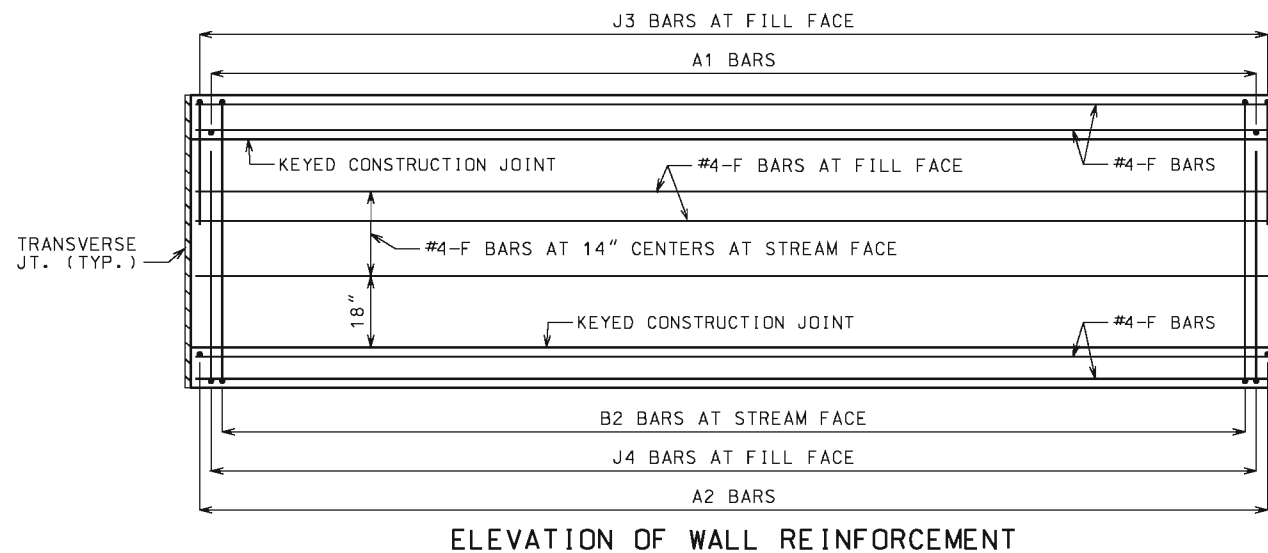 J3 BARS AT FILL FACE
A1 BARS
KEYED CONSTRUCTION JOINT
#4-F BARS AT FILL FACE
#4-F BARS
TRANSVERSE
JT. (TYP.)
#4-F BARS AT 14" CENTERS AT STREAM FACE
18"
KEYED CONSTRUCTION JOINT
#4-F BARS
B2 BARS AT STREAM FACE
J4 BARS AT FILL FACE
A2 BARS
ELEVATION OF WALL REINFORCEMENT